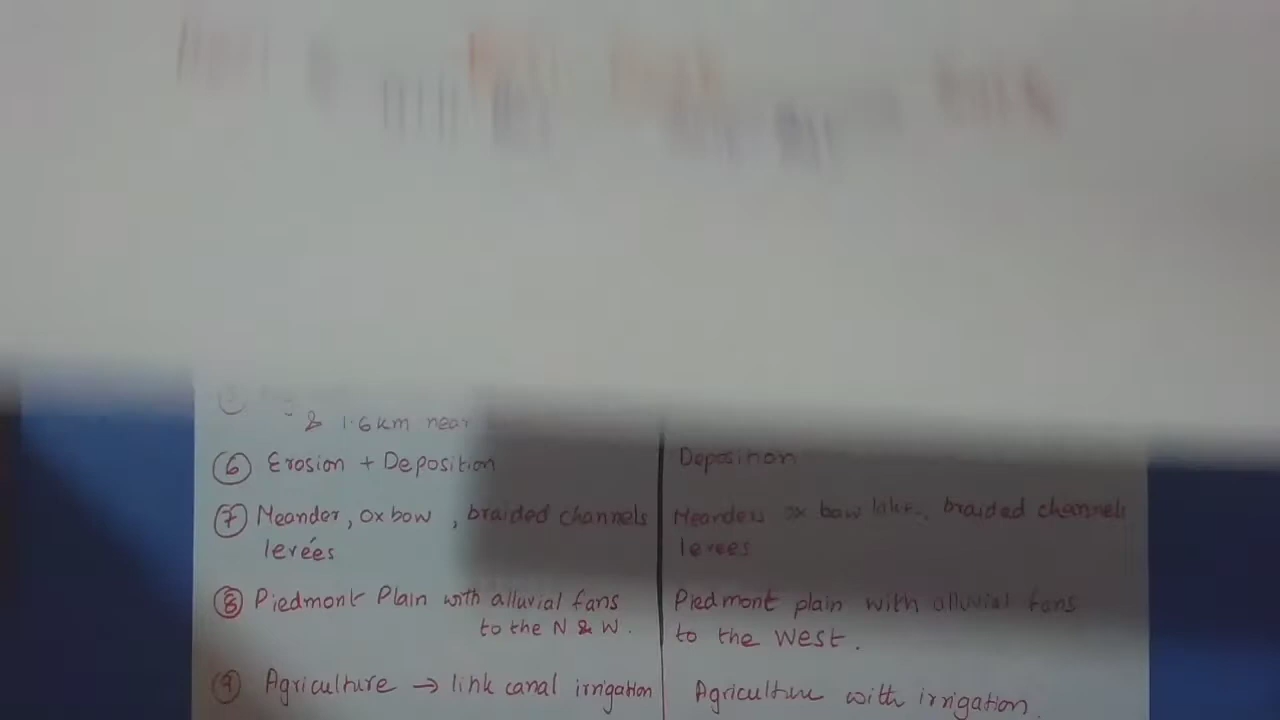 & 1.6km near
6 Erosion + Deposition
Deposition
7 Meander, ox bow , braided channels
levées
Meanders ox bow lakes, braided channels
levees
8 Piedmont Plain with alluvial fans
to the N & W.
Piedmont plain with alluvial fans
to the West.
9 Agriculture → link canal irrigation
Agriculture with irrigation.